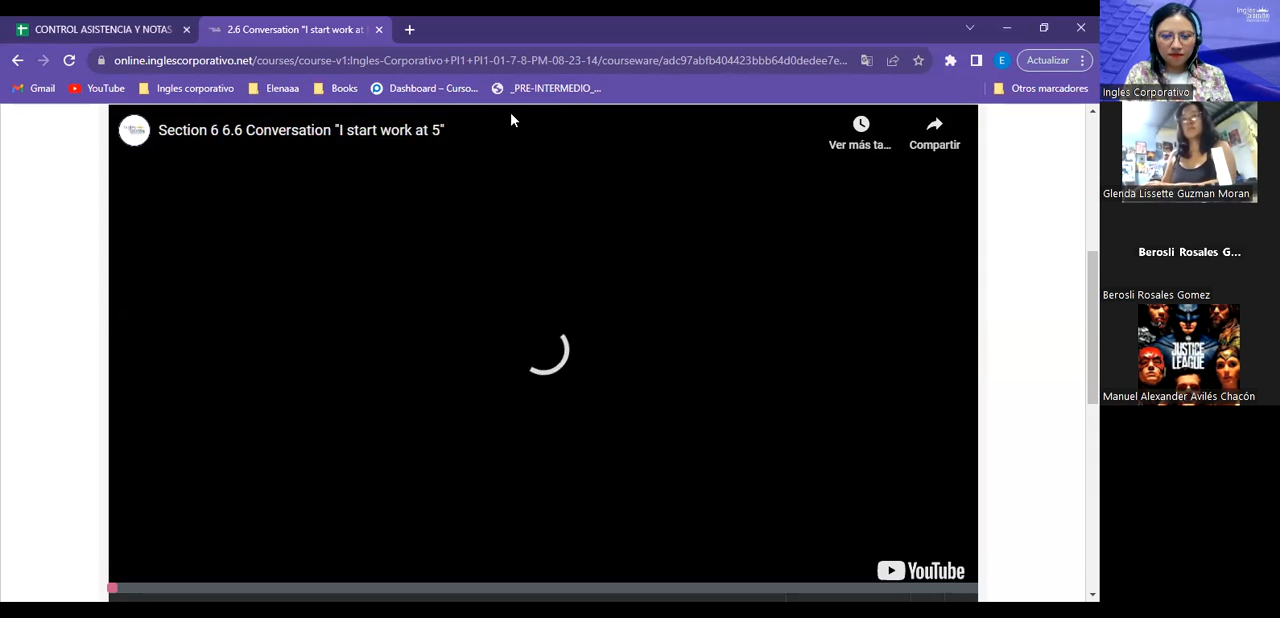 CONTROL ASISTENCIA Y NOTAS
2.6 Conversation "I start work at
online.inglescorporativo.net/courses/course-v1:Ingles-Corporativo+PI1+PI1-01-7-8-PM-08-23-14/courseware/adc97abfb404423bbb64d0dedee7e...
E
Actualizar
Gmail
YouTube
Ingles corporativo
Elenaaa
Books
Dashboard – Curso...
_PRE-INTERMEDIO_...
Otros marcadores
Section 6 6.6 Conversation "I start work at 5"
Ver más ta...
Compartir
YouTube
Ingles Corporativo
Glenda Lissette Guzman Moran
Berosli Rosales G...
Berosli Rosales Gomez
JUSTICE
LEAGUE
Manuel Alexander Avilés Chacón